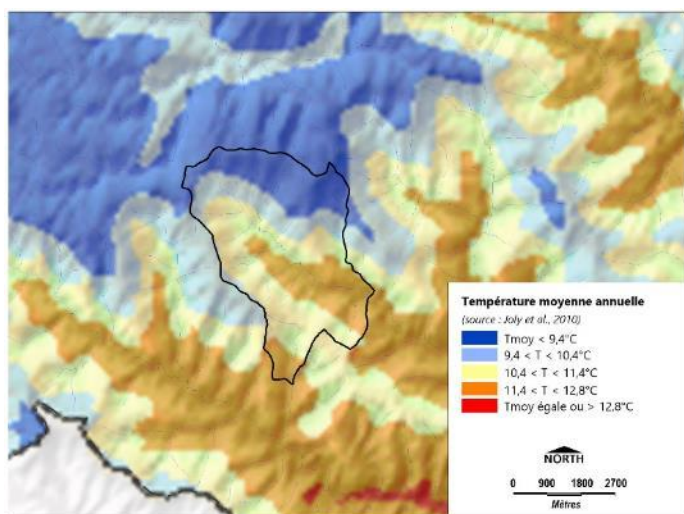 Température moyenne annuelle
(source : Joly et al., 2010)
Tmoy < 9,4°C
9,4 < T < 10,4°C
10,4 < T < 11,4°C
11,4 < T < 12,8°C
Tmoy égale ou > 12,8°C
NORTH
0 900 1800 2700
Mètres